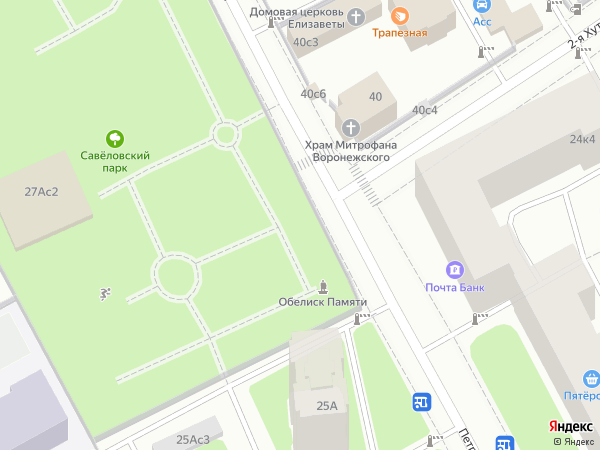 Домовая церковь
Елизаветы
Трапезная
Асс
2-я Хут
40с3
40с6
40
40с4
Храм Митрофана
Воронежского
24к4
Савёловский
парк
27Ас2
Почта Банк
Обелиск Памяти
25А
25Ас3
Петр
Пятёрo
Яндекс
© Яндекс